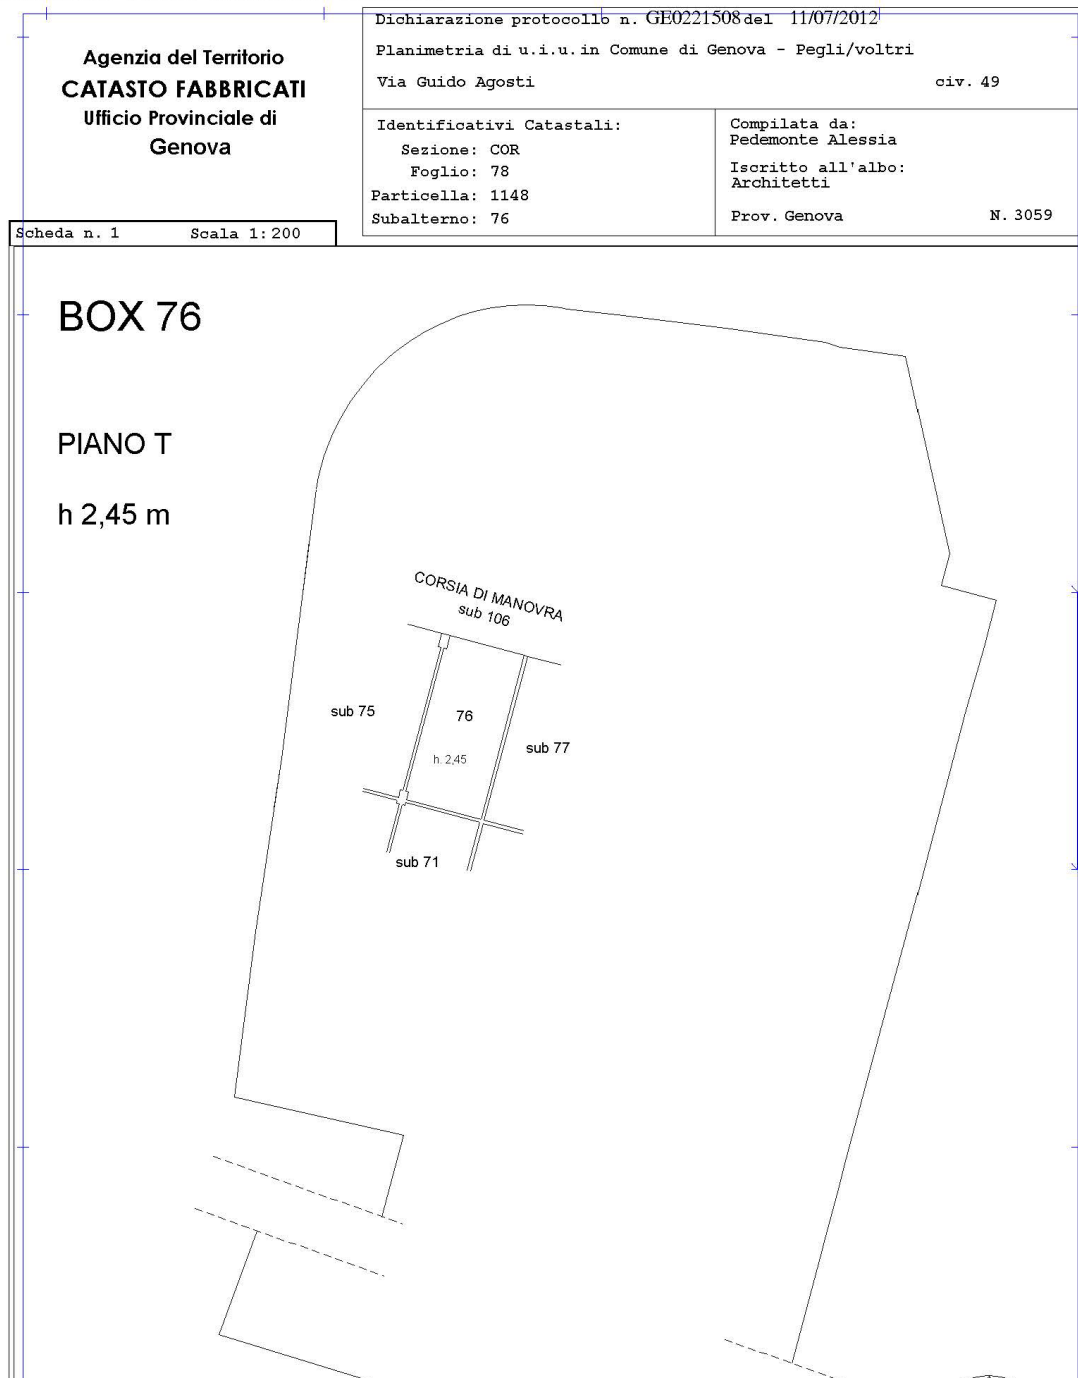 Agenzia del Territorio
CATASTO FABBRICATI
Ufficio Provinciale di
Genova
Scheda n. 1 Scala 1:200
Dichiarazione protocollo n. GE0221508 del 11/07/2012
Planimetria di u.i.u. in Comune di Genova - Pegli/voltri
Via Guido Agosti civ. 49
Identificativi Catastali:
Sezione: COR
Foglio: 78
Particella: 1148
Subalterno: 76
Compilata da:
Pedemonte Alessia
Iscritto all'albo:
Architetti
Prov. Genova N. 3059
BOX 76
PIANO T
h 2,45 m
CORSIA DI MANOVRA
sub 106
sub 75
76
sub 77
h. 2,45
sub 71